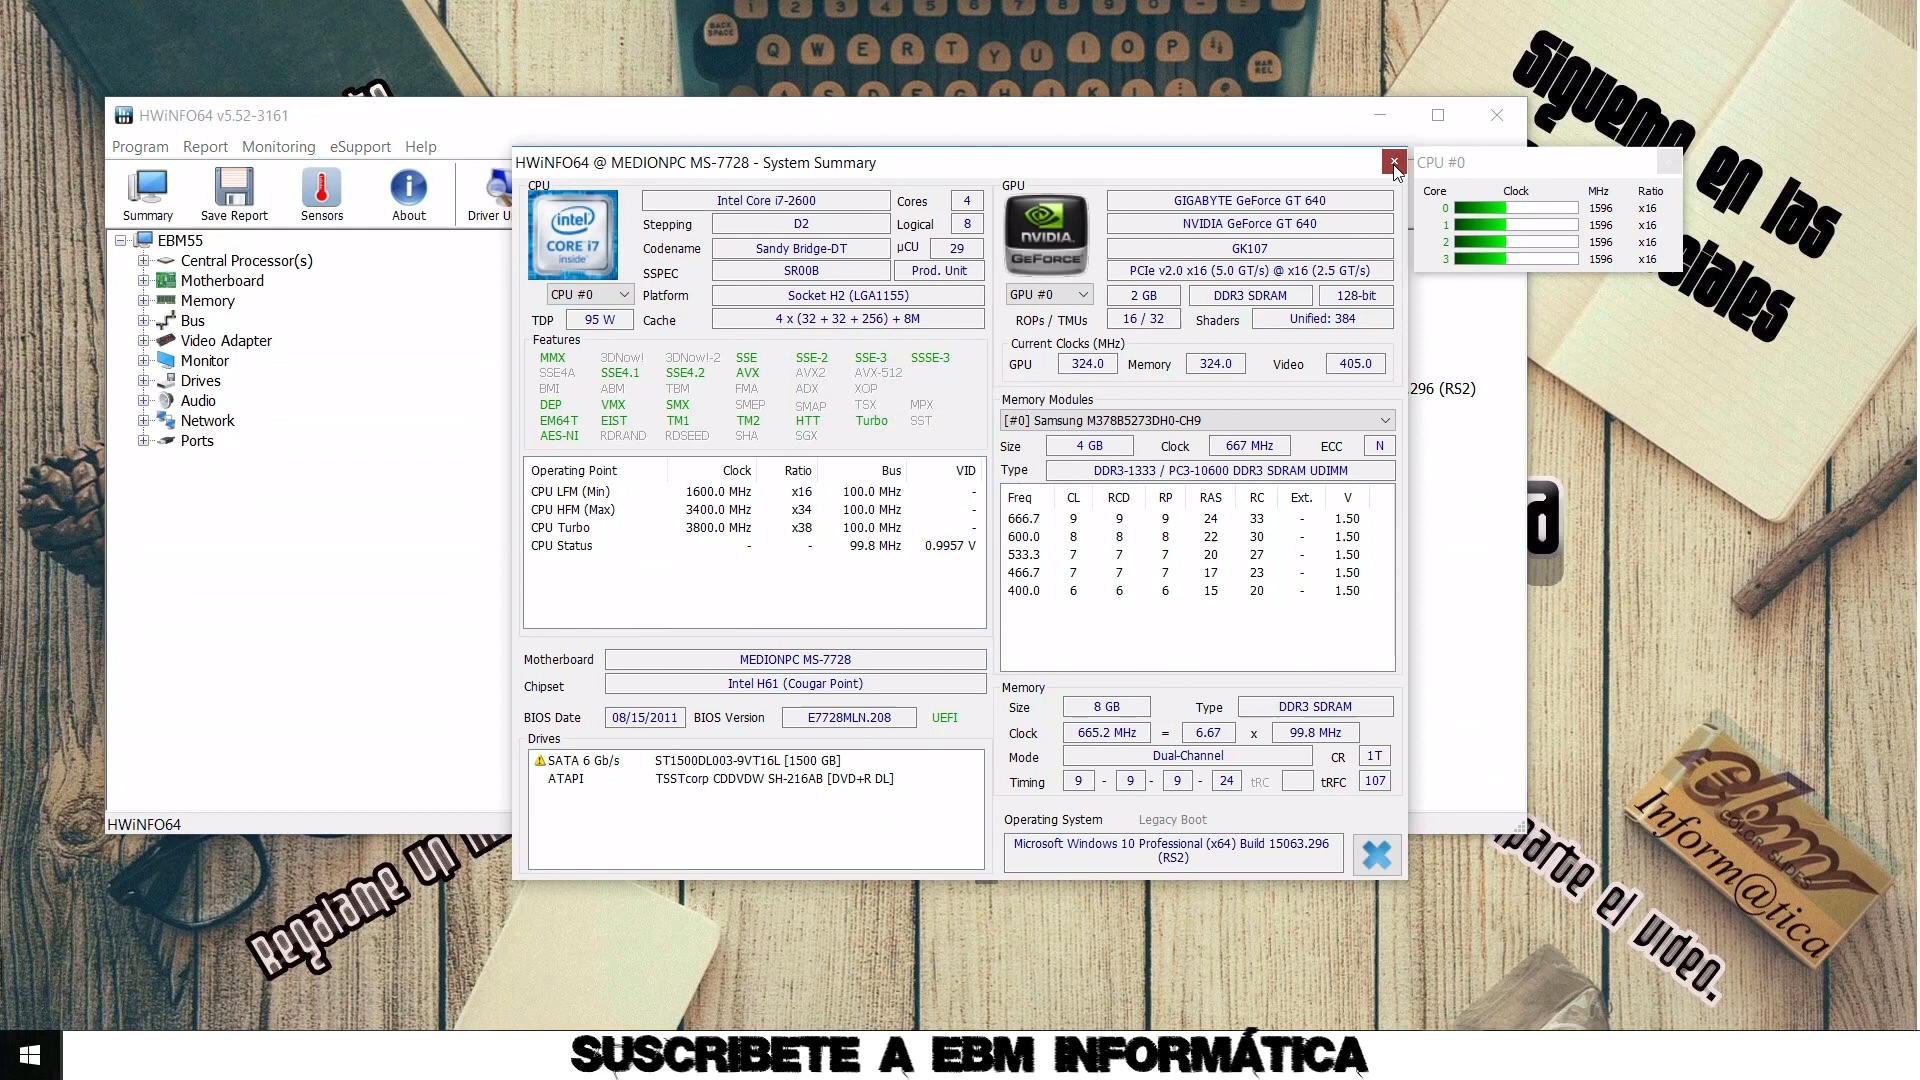 BACK SPACE
Q W E R T Y U I O P
MAR REL
Sígueme en las
HWiNFO64 v5.52-3161
Program Report Monitoring eSupport Help
Summary Save Report Sensors About Driver U
EBM55
Central Processor(s)
Motherboard
Memory
Bus
Video Adapter
Monitor
Drives
Audio
Network
Ports
HWiNFO64
HWiNFO64 @ MEDIONPC MS-7728 - System Summary
CPU
intel CORE i7 inside
Intel Core i7-2600 Cores 4
Stepping D2 Logical 8
Codename Sandy Bridge-DT µCU 29
SSPEC SR00B Prod. Unit
CPU #0 Platform Socket H2 (LGA1155)
TDP 95 W Cache 4 x (32 + 32 + 256) + 8M
Features
MMX 3DNow! 3DNow!-2 SSE SSE-2 SSE-3 SSSE-3
SSE4A SSE4.1 SSE4.2 AVX AVX2 AVX-512
BMI ABM TBM FMA ADX XOP
DEP VMX SMX SMEP SMAP TSX MPX
EM64T EIST TM1 TM2 HTT Turbo SST
AES-NI RDRAND RDSEED SHA SGX
Operating Point Clock Ratio Bus VID
CPU LFM (Min) 1600.0 MHz x16 100.0 MHz -
CPU HFM (Max) 3400.0 MHz x34 100.0 MHz -
CPU Turbo 3800.0 MHz x38 100.0 MHz -
CPU Status - - 99.8 MHz 0.9957 V
Motherboard MEDIONPC MS-7728
Chipset Intel H61 (Cougar Point)
BIOS Date 08/15/2011 BIOS Version E7728MLN.208 UEFI
Drives
SATA 6 Gb/s ST1500DL003-9VT16L [1500 GB]
ATAPI TSSTcorp CDDVDW SH-216AB [DVD+R DL]
GPU
NVIDIA. GEFORCE
GIGABYTE GeForce GT 640
NVIDIA GeForce GT 640
GK107
PCIe v2.0 x16 (5.0 GT/s) @ x16 (2.5 GT/s)
GPU #0 2 GB DDR3 SDRAM 128-bit
ROPs / TMUs 16 / 32 Shaders Unified: 384
Current Clocks (MHz)
GPU 324.0 Memory 324.0 Video 405.0
Memory Modules
[#0] Samsung M378B5273DH0-CH9
Size 4 GB Clock 667 MHz ECC N
Type DDR3-1333 / PC3-10600 DDR3 SDRAM UDIMM
Freq CL RCD RP RAS RC Ext. V
666.7 9 9 9 24 33 - 1.50
600.0 8 8 8 22 30 - 1.50
533.3 7 7 7 20 27 - 1.50
466.7 7 7 7 17 23 - 1.50
400.0 6 6 6 15 20 - 1.50
Memory
Size 8 GB Type DDR3 SDRAM
Clock 665.2 MHz = 6.67 x 99.8 MHz
Mode Dual-Channel CR 1T
Timing 9 - 9 - 9 - 24 tRC tRFC 107
Operating System Legacy Boot
Microsoft Windows 10 Professional (x64) Build 15063.296
(RS2)
CPU #0
Core Clock MHz Ratio
0 1596 x16
1 1596 x16
2 1596 x16
3 1596 x16
.296 (RS2)
Regalame un
parte el video.
Ebm
COLOR SLIDES
Inform@tica
SUSCRIBETE A EBM INFORMÁTICA